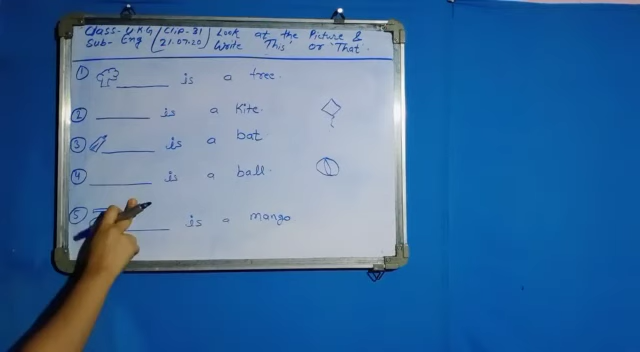 Class- UKG / Clip-31 / Look at the Picture &
Sub- Eng / 21.07.20 / Write 'This' or 'That'.
① ______ is a tree.
② ______ is a Kite.
③ ______ is a bat
④ ______ is a ball.
⑤ ______ is a mango